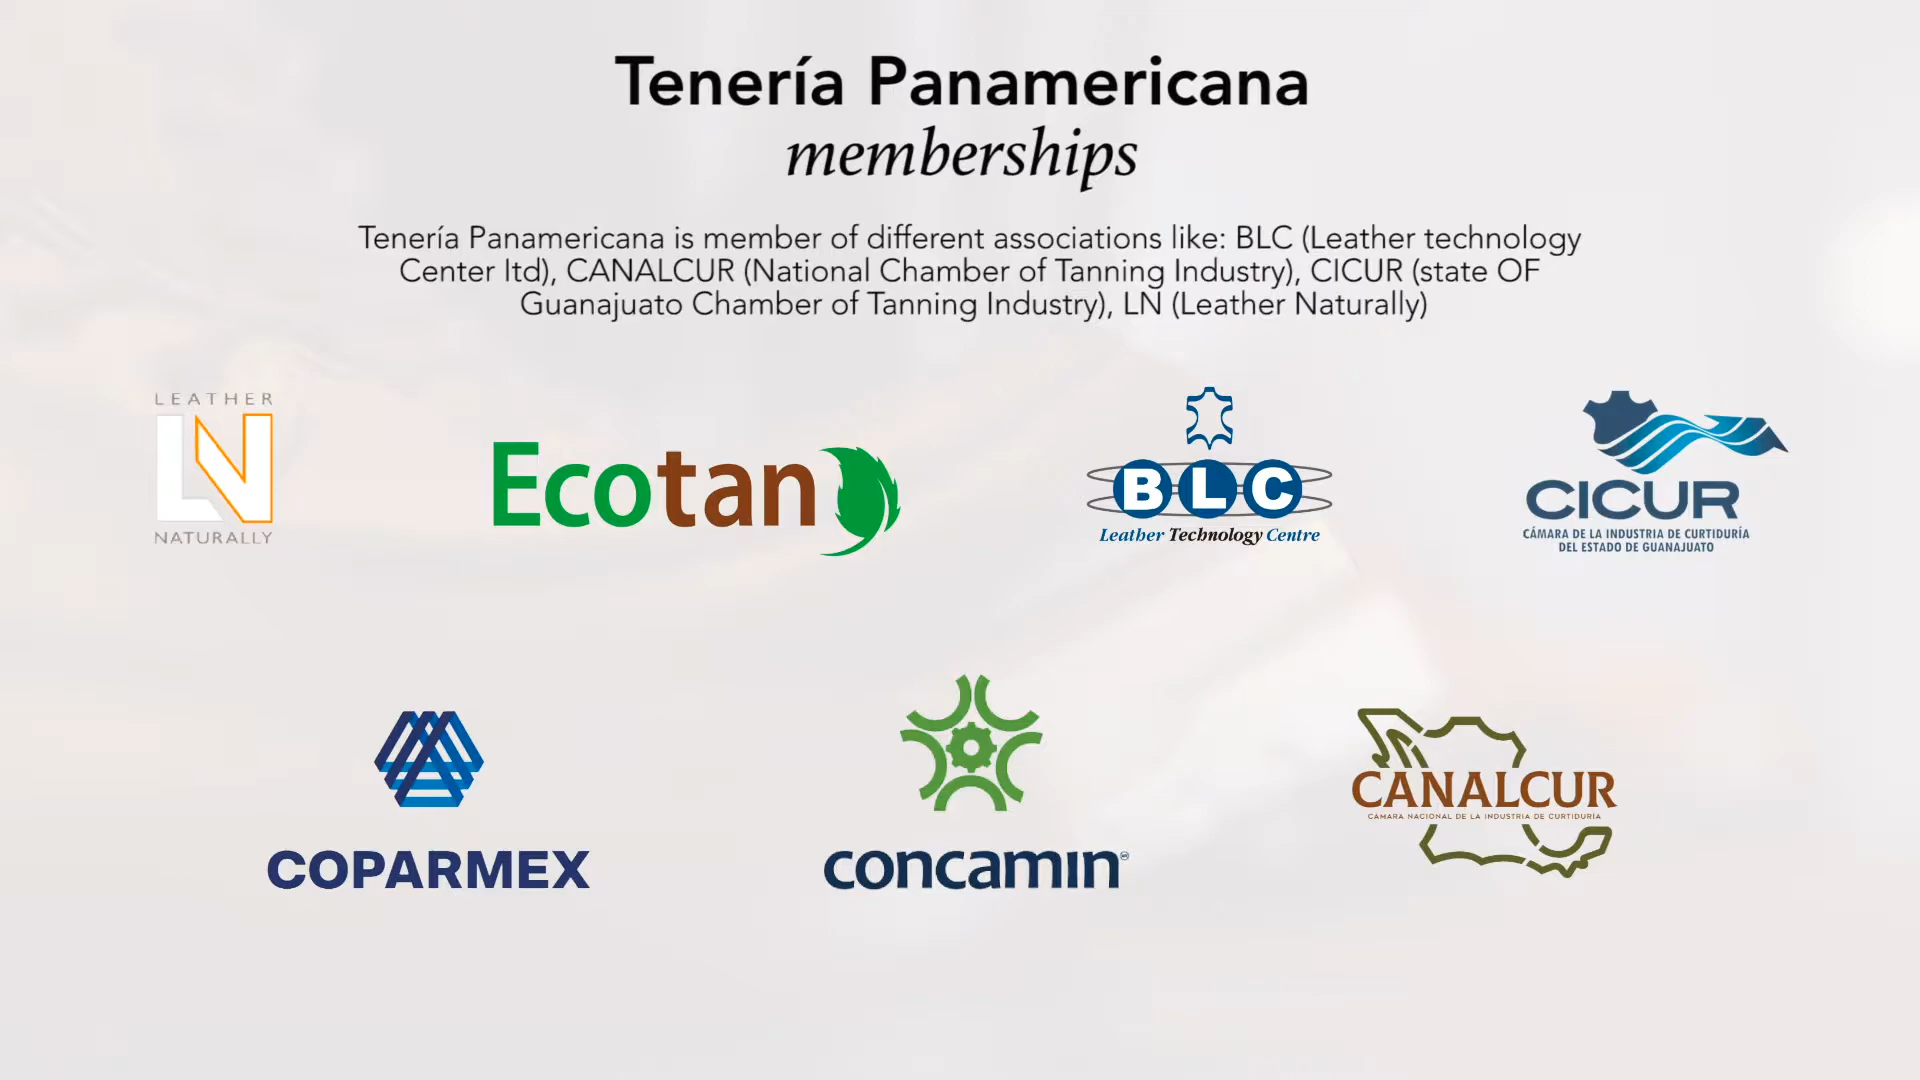 Tenería Panamericana
memberships
Tenería Panamericana is member of different associations like: BLC (Leather technology
Center ltd), CANALCUR (National Chamber of Tanning Industry), CICUR (state OF
Guanajuato Chamber of Tanning Industry), LN (Leather Naturally)
LEATHER
LN
NATURALLY
Ecotan
BLC
Leather Technology Centre
CICUR
CÁMARA DE LA INDUSTRIA DE CURTIDURÍA
DEL ESTADO DE GUANAJUATO
COPARMEX
concamin
CANALCUR
CÁMARA NACIONAL DE LA INDUSTRIA DE CURTIDURÍA